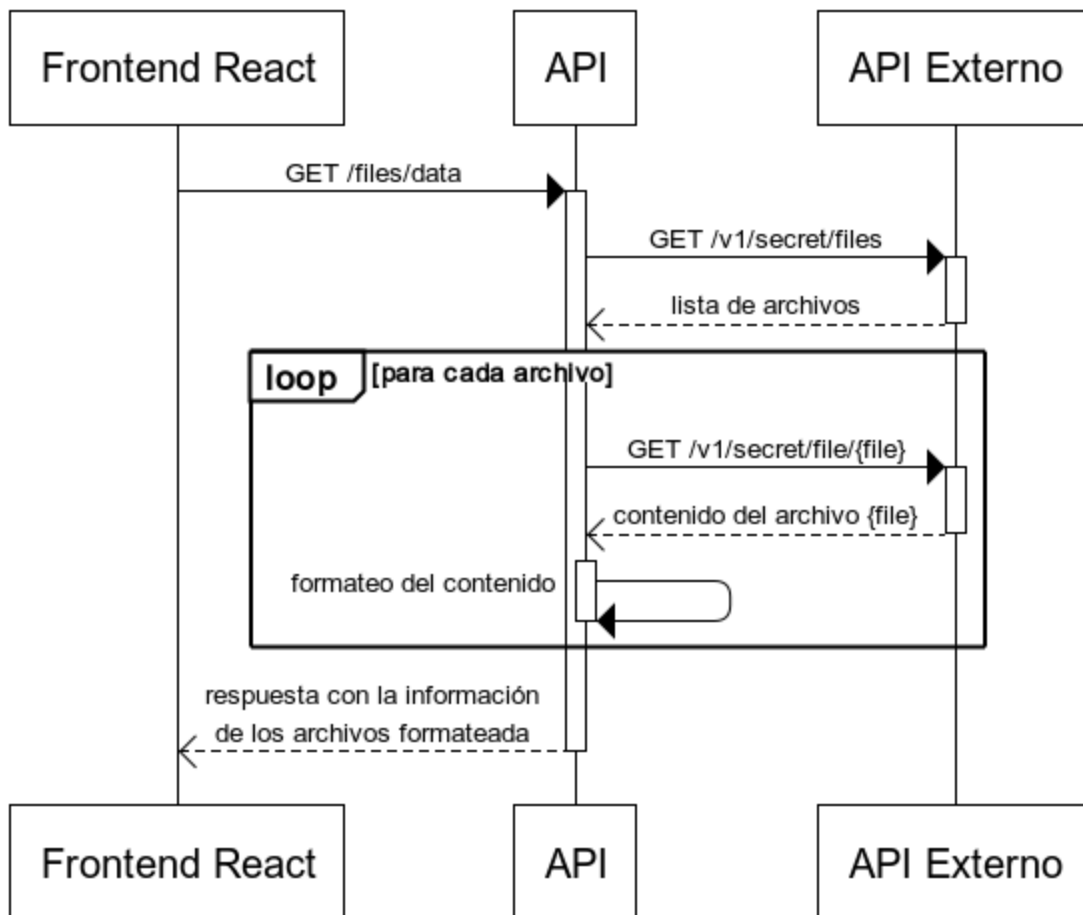 Frontend React
API
API Externo
GET /files/data
GET /v1/secret/files
lista de archivos
loop
[para cada archivo]
GET /v1/secret/file/{file}
contenido del archivo {file}
formateo del contenido
respuesta con la información
de los archivos formateada
Frontend React
API
API Externo